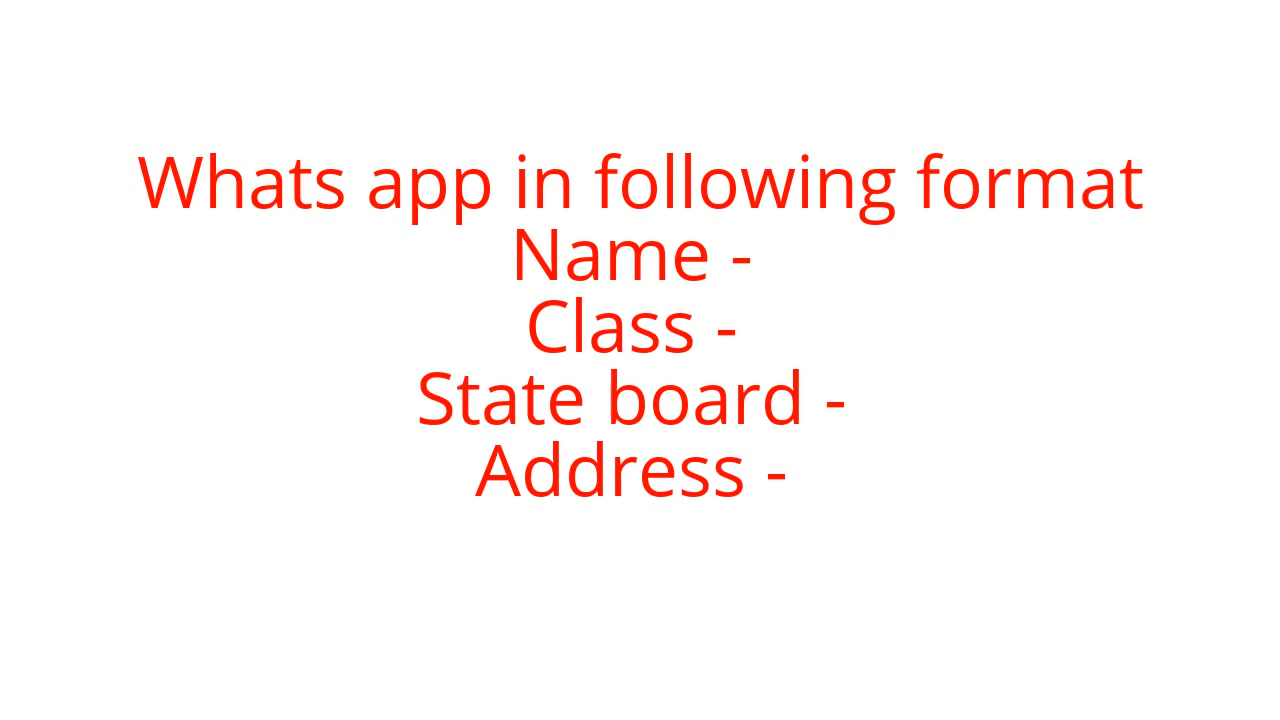 Whats app in following format
Name -
Class -
State board -
Address -